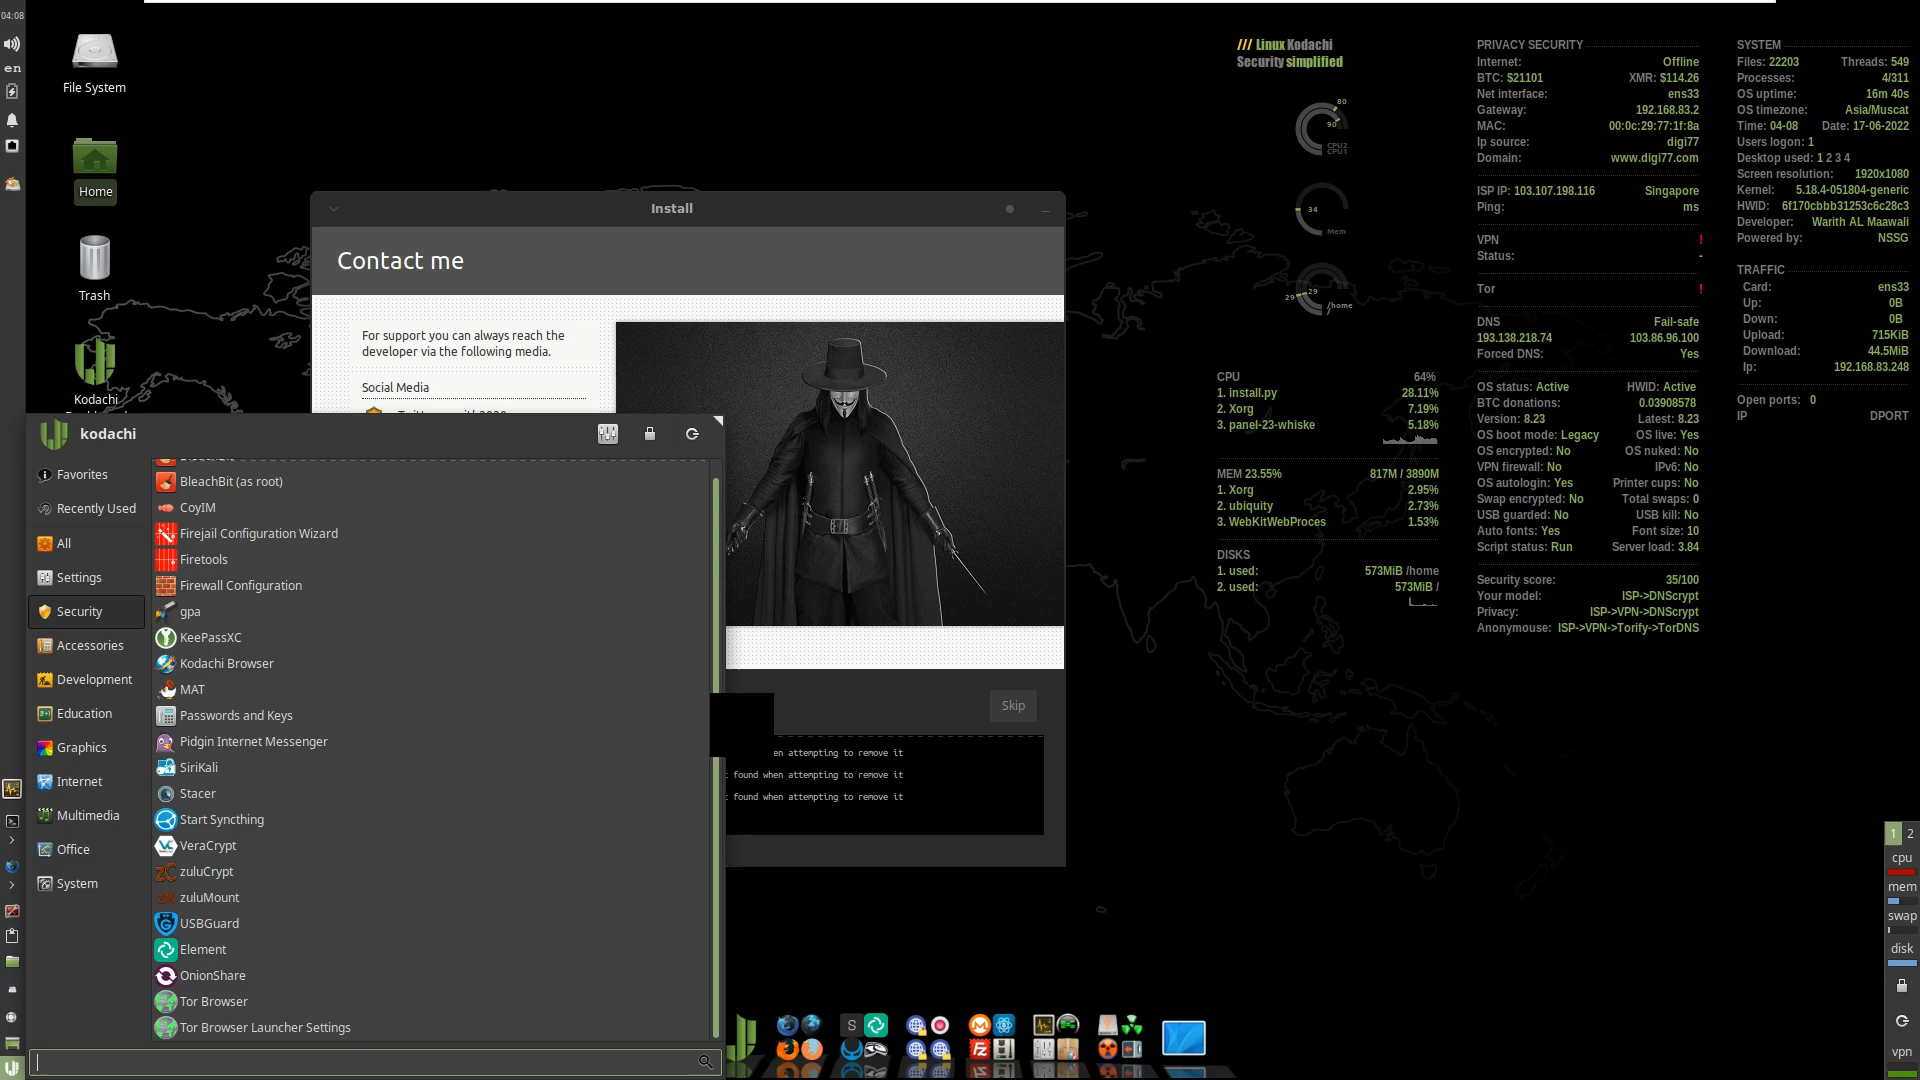 04:08
en
File System
Home
Trash
Kodachi
Install
Contact me
For support you can always reach the
developer via the following media.
Social Media
kodachi
Favorites
Recently Used
All
Settings
Security
Accessories
Development
Education
Graphics
Internet
Multimedia
Office
System
BleachBit (as root)
CoyIM
Firejail Configuration Wizard
Firetools
Firewall Configuration
gpa
KeePassXC
Kodachi Browser
MAT
Passwords and Keys
Pidgin Internet Messenger
SiriKali
Stacer
Start Syncthing
VeraCrypt
zuluCrypt
zuluMount
USBGuard
Element
OnionShare
Tor Browser
Tor Browser Launcher Settings
Skip
en attempting to remove it
found when attempting to remove it
found when attempting to remove it
/// Linux Kodachi
Security simplified
80
90
CPU2
CPU1
34
Mem
29 29
/home
/
CPU 64%
1. install.py 28.11%
2. Xorg 7.19%
3. panel-23-whiske 5.18%
MEM 23.55% 817M / 3890M
1. Xorg 2.95%
2. ubiquity 2.73%
3. WebKitWebProces 1.53%
DISKS
1. used: 573MiB /home
2. used: 573MiB /
PRIVACY SECURITY
Internet: Offline
BTC: $21101 XMR: $114.26
Net interface: ens33
Gateway: 192.168.83.2
MAC: 00:0c:29:77:1f:8a
Ip source: digi77
Domain: www.digi77.com
ISP IP: 103.107.198.116 Singapore
Ping: ms
VPN !
Status: -
Tor !
DNS Fail-safe
193.138.218.74 103.86.96.100
Forced DNS: Yes
OS status: Active HWID: Active
BTC donations: 0.03908578
Version: 8.23 Latest: 8.23
OS boot mode: Legacy OS live: Yes
OS encrypted: No OS nuked: No
VPN firewall: No IPv6: No
OS autologin: Yes Printer cups: No
Swap encrypted: No Total swaps: 0
USB guarded: No USB kill: No
Auto fonts: Yes Font size: 10
Script status: Run Server load: 3.84
Security score: 35/100
Your model: ISP->DNScrypt
Privacy: ISP->VPN->DNScrypt
Anonymouse: ISP->VPN->Torify->TorDNS
SYSTEM
Files: 22203 Threads: 549
Processes: 4/311
OS uptime: 16m 40s
OS timezone: Asia/Muscat
Time: 04-08 Date: 17-06-2022
Users logon: 1
Desktop used: 1 2 3 4
Screen resolution: 1920x1080
Kernel: 5.18.4-051804-generic
HWID: 6f170cbbb31253c6c28c3
Developer: Warith AL Maawali
Powered by: NSSG
TRAFFIC
Card: ens33
Up: 0B
Down: 0B
Upload: 715KiB
Download: 44.5MiB
Ip: 192.168.83.248
Open ports: 0
IP DPORT
1 2
cpu
mem
swap
disk
vpn